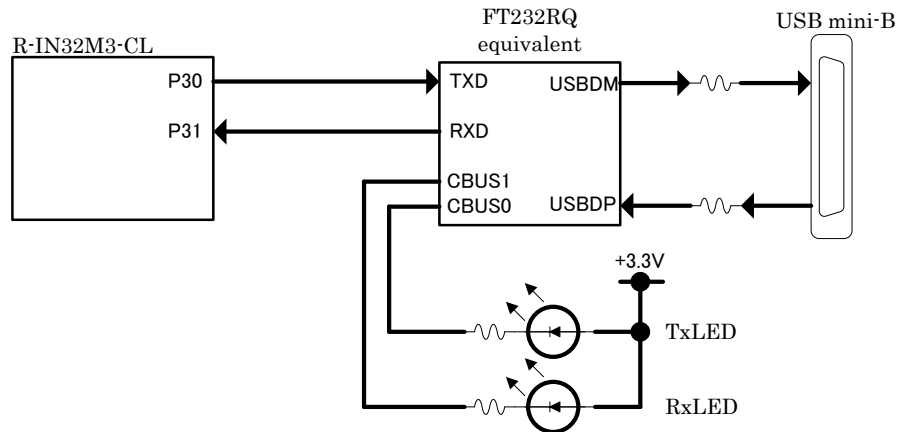 FT232RQ
equivalent
USB mini-B
R-IN32M3-CL
P30
TXD
USBDM
P31
RXD
CBUS1
CBUS0
USBDP
+3.3V
TxLED
RxLED